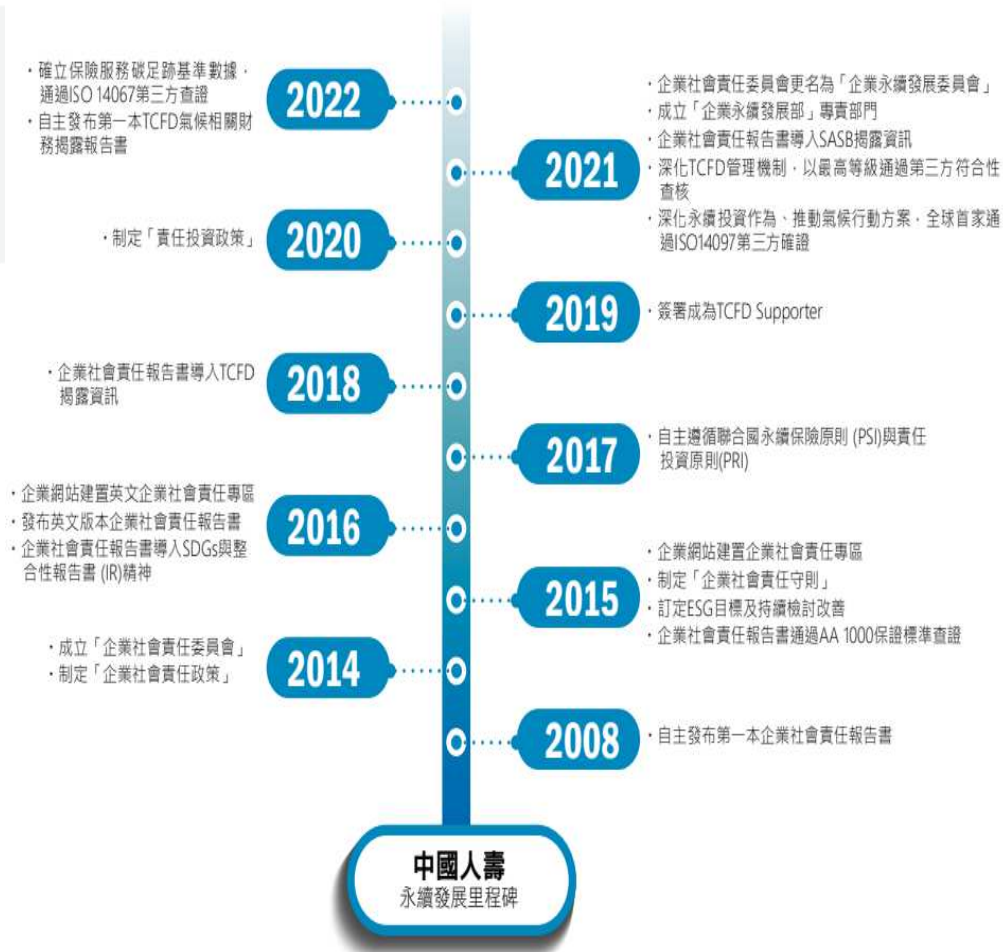 ・確立保險服務碳足跡基準數據，
通過ISO 14067第三方查證
・自主發布第一本TCFD氣候相關財
務揭露報告書
2022
・企業社會責任委員會更名為「企業永續發展委員會」
・成立「企業永續發展部」專責部門
・企業社會責任報告書導入SASB揭露資訊
・深化TCFD管理機制，以最高等級通過第三方符合性
查核
・深化永續投資作為、推動氣候行動方案，全球首家通
過ISO14097第三方確證
2021
・制定「責任投資政策」
2020
2019
・簽署成為TCFD Supporter
・企業社會責任報告書導入TCFD
揭露資訊
2018
2017
・自主遵循聯合國永續保險原則 (PSI)與責任
投資原則(PRI)
・企業網站建置英文企業社會責任專區
・發布英文版本企業社會責任報告書
・企業社會責任報告書導入SDGs與整
合性報告書 (IR)精神
2016
2015
・企業網站建置企業社會責任專區
・制定「企業社會責任守則」
・訂定ESG目標及持續檢討改善
・企業社會責任報告書通過AA 1000保證標準查證
・成立「企業社會責任委員會」
・制定「企業社會責任政策」
2014
2008
・自主發布第一本企業社會責任報告書
中國人壽
永續發展里程碑